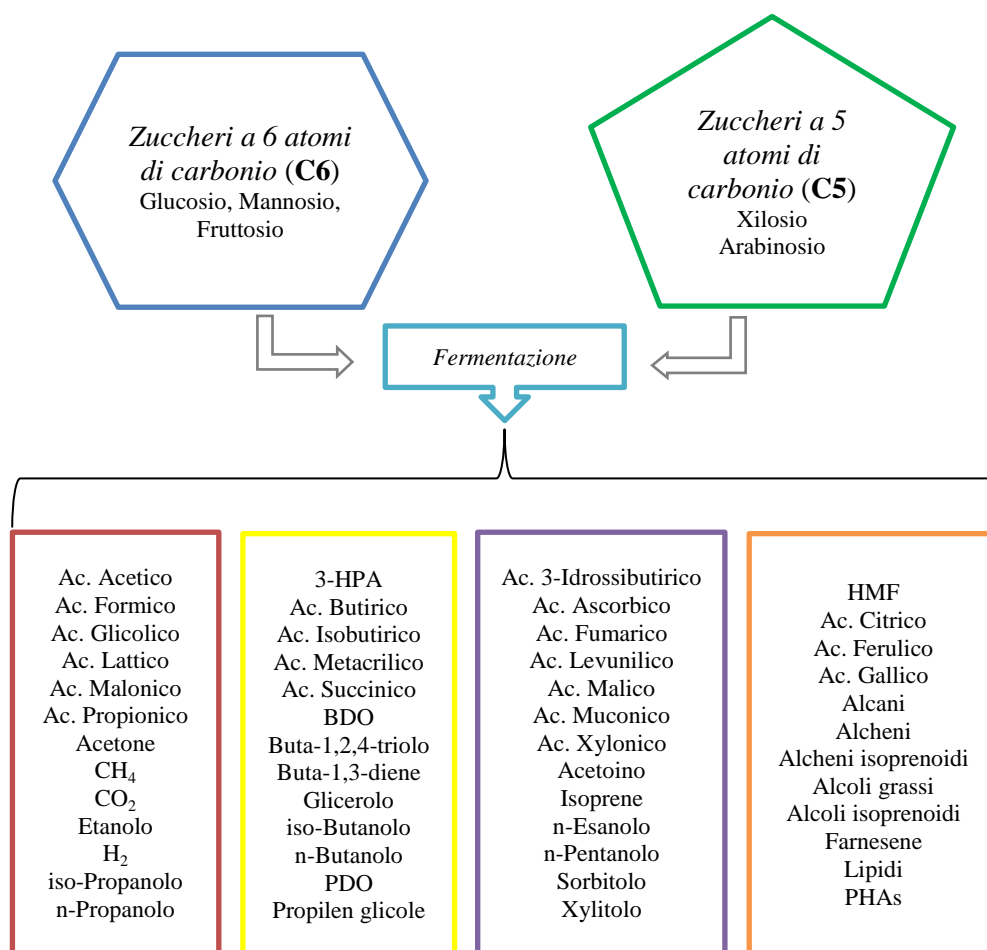 Zuccheri a 6 atomi
di carbonio (C6)
Glucosio, Mannosio,
Fruttosio
Zuccheri a 5
atomi di
carbonio (C5)
Xilosio
Arabinosio
Fermentazione
Ac. Acetico
Ac. Formico
Ac. Glicolico
Ac. Lattico
Ac. Malonico
Ac. Propionico
Acetone
CH₄
CO₂
Etanolo
H₂
iso-Propanolo
n-Propanolo
3-HPA
Ac. Butirico
Ac. Isobutirico
Ac. Metacrilico
Ac. Succinico
BDO
Buta-1,2,4-triolo
Buta-1,3-diene
Glicerolo
iso-Butanolo
n-Butanolo
PDO
Propilen glicole
Ac. 3-Idrossibutirico
Ac. Ascorbico
Ac. Fumarico
Ac. Levunilico
Ac. Malico
Ac. Muconico
Ac. Xylonico
Acetoino
Isoprene
n-Esanolo
n-Pentanolo
Sorbitolo
Xylitolo
HMF
Ac. Citrico
Ac. Ferulico
Ac. Gallico
Alcani
Alcheni
Alcheni isoprenoidi
Alcoli grassi
Alcoli isoprenoidi
Farnesene
Lipidi
PHAs